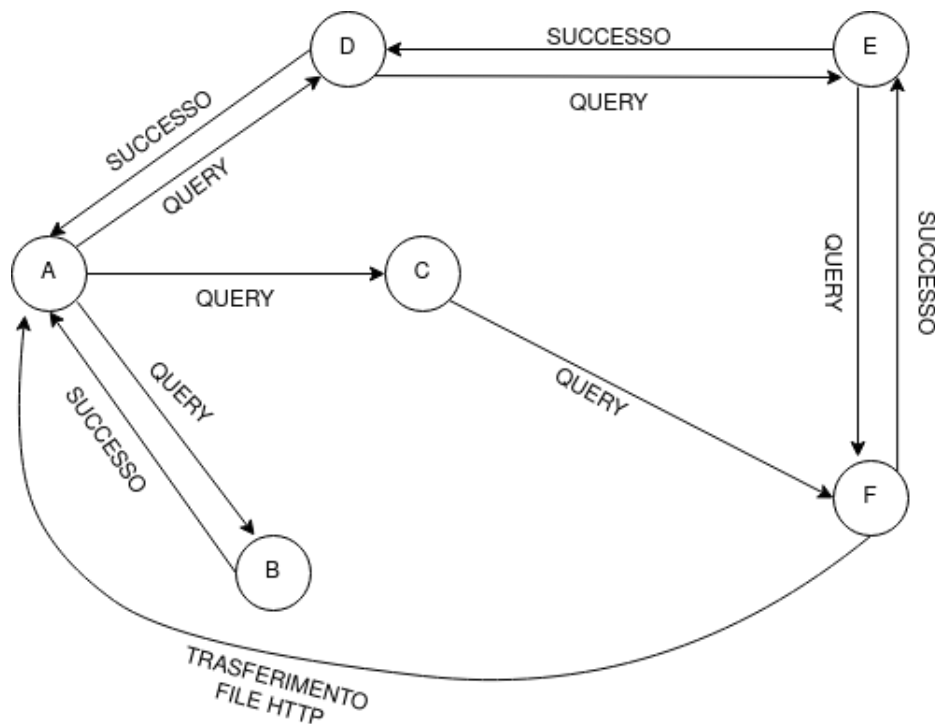 D
SUCCESSO
E
QUERY
SUCCESSO
QUERY
A
C
QUERY
QUERY
SUCCESSO
QUERY
QUERY
SUCCESSO
F
B
TRASFERIMENTO
FILE HTTP